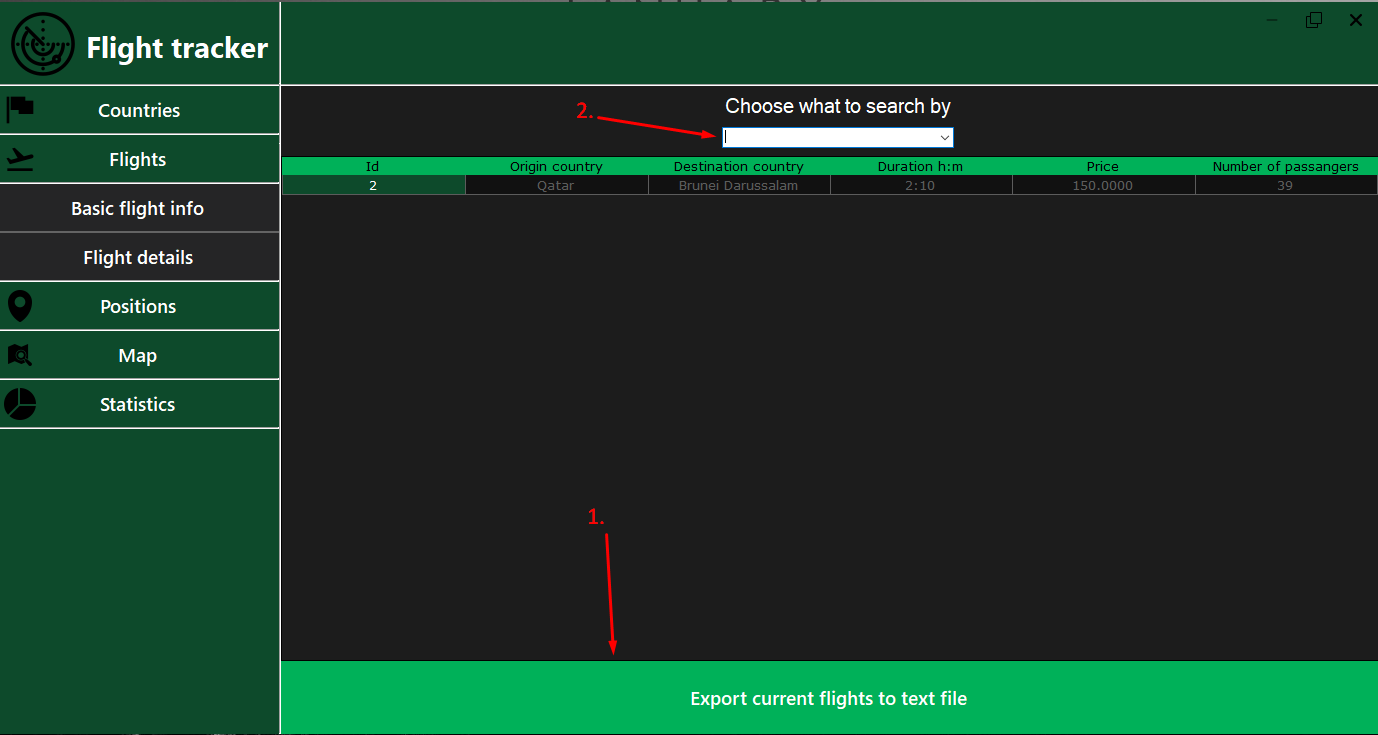 Flight tracker
Countries
Flights
Basic flight info
Flight details
Positions
Map
Statistics
2.
Choose what to search by
Id Origin country Destination country Duration h:m Price Number of passangers
2 Qatar Brunei Darussalam 2:10 150.0000 39
1.
Export current flights to text file